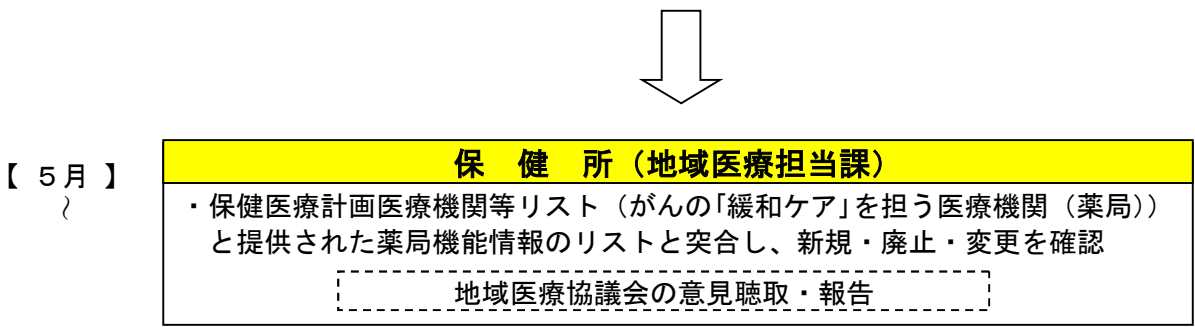 【 5月 】
～
保 健 所（地域医療担当課）
・保健医療計画医療機関等リスト（がんの｢緩和ケア｣を担う医療機関（薬局））
と提供された薬局機能情報のリストと突合し、新規・廃止・変更を確認
地域医療協議会の意見聴取・報告